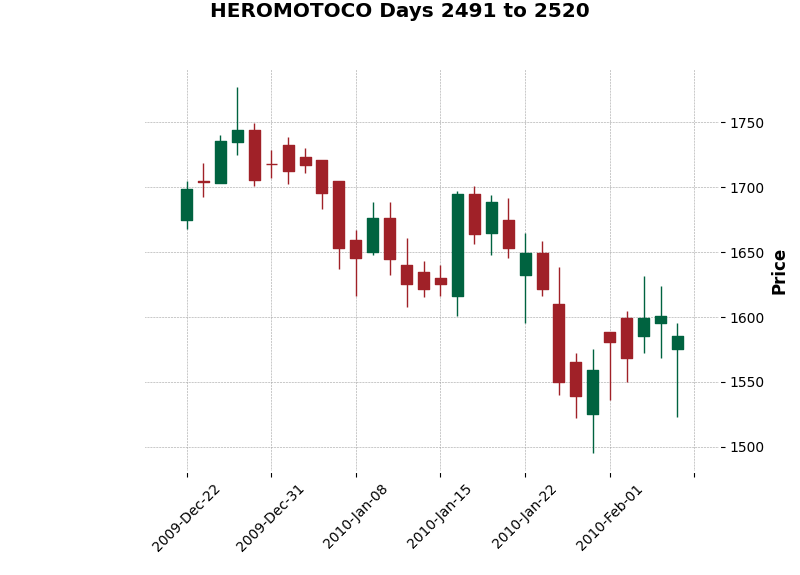 HEROMOTOCO Days 2491 to 2520
1750
1700
1650
1600
1550
1500
Price
2009-Dec-22
2009-Dec-31
2010-Jan-08
2010-Jan-15
2010-Jan-22
2010-Feb-01